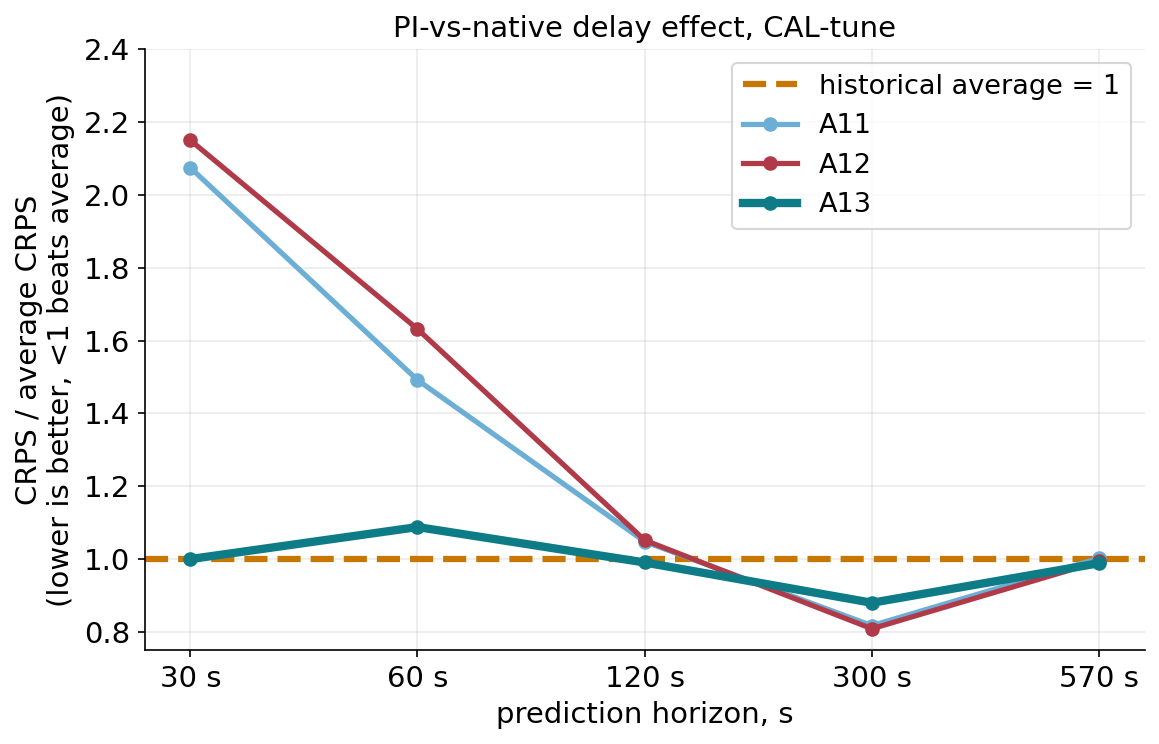 PI-vs-native delay effect, CAL-tune
CRPS / average CRPS
(lower is better, <1 beats average)
2.4
2.2
2.0
1.8
1.6
1.4
1.2
1.0
0.8
historical average = 1
A11
A12
A13
30 s
60 s
120 s
300 s
570 s
prediction horizon, s